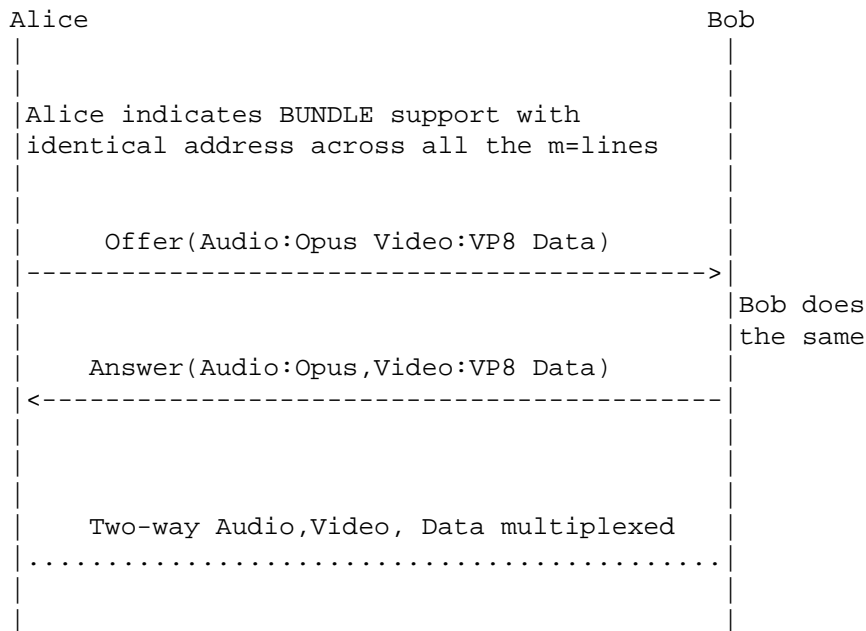 Alice Bob
Alice indicates BUNDLE support with
identical address across all the m=lines
Offer(Audio:Opus Video:VP8 Data)
Bob does
the same
Answer(Audio:Opus,Video:VP8 Data)
Two-way Audio,Video, Data multiplexed